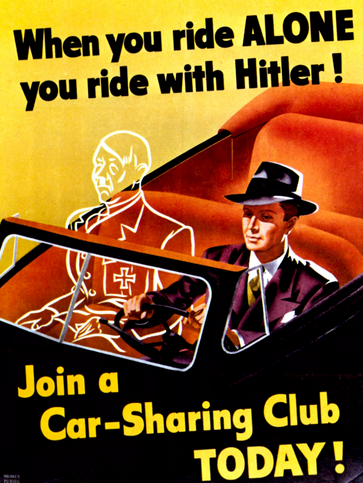 When you ride ALONE
you ride with Hitler !
Join a
Car-Sharing Club
TODAY !